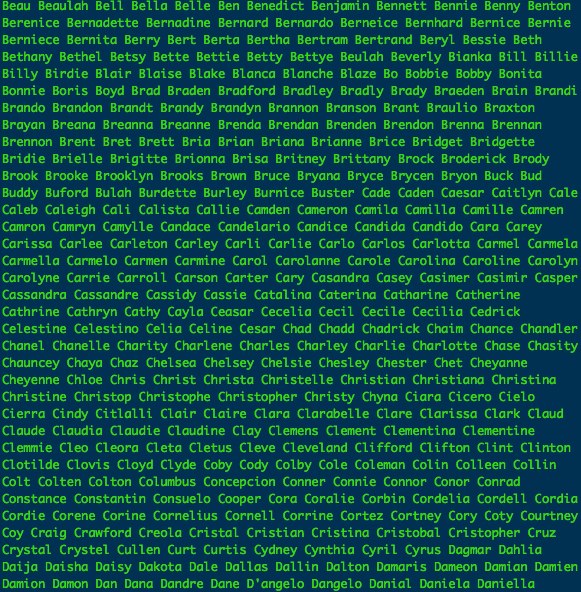 Beau Beaulah Bell Bella Belle Ben Benedict Benjamin Bennett Bennie Benny Benton
Berenice Bernadette Bernadine Bernard Bernardo Berneice Bernhard Bernice Bernie
Berniece Bernita Berry Bert Berta Bertha Bertram Bertrand Beryl Bessie Beth
Bethany Bethel Betsy Bette Bettie Betty Bettye Beulah Beverly Bianka Bill Billie
Billy Birdie Blair Blaise Blake Blanca Blanche Blaze Bo Bobbie Bobby Bonita
Bonnie Boris Boyd Brad Braden Bradford Bradley Bradly Brady Braeden Brain Brandi
Brando Brandon Brandt Brandy Brandyn Brannon Branson Brant Braulio Braxton
Brayan Breana Breanna Breanne Brenda Brendan Brenden Brendon Brenna Brennan
Brennon Brent Bret Brett Bria Brian Briana Brianne Brice Bridget Bridgette
Bridie Brielle Brigitte Brionna Brisa Britney Brittany Brock Broderick Brody
Brook Brooke Brooklyn Brooks Brown Bruce Bryana Bryce Brycen Bryon Buck Bud
Buddy Buford Bulah Burdette Burley Burnice Buster Cade Caden Caesar Caitlyn Cale
Caleb Caleigh Cali Calista Callie Camden Cameron Camila Camilla Camille Camren
Camron Camryn Camylle Candace Candelario Candice Candida Candido Cara Carey
Carissa Carlee Carleton Carley Carli Carlie Carlo Carlos Carlotta Carmel Carmela
Carmella Carmelo Carmen Carmine Carol Carolanne Carole Carolina Caroline Carolyn
Carolyne Carrie Carroll Carson Carter Cary Casandra Casey Casimer Casimir Casper
Cassandra Cassandre Cassidy Cassie Catalina Caterina Catharine Catherine
Cathrine Cathryn Cathy Cayla Ceasar Cecelia Cecil Cecile Cecilia Cedrick
Celestine Celestino Celia Celine Cesar Chad Chadd Chadrick Chaim Chance Chandler
Chanel Chanelle Charity Charlene Charles Charley Charlie Charlotte Chase Chasity
Chauncey Chaya Chaz Chelsea Chelsey Chelsie Chesley Chester Chet Cheyanne
Cheyenne Chloe Chris Christ Christa Christelle Christian Christiana Christina
Christine Christop Christophe Christopher Christy Chyna Ciara Cicero Cielo
Cierra Cindy Citlalli Clair Claire Clara Clarabelle Clare Clarissa Clark Claud
Claude Claudia Claudie Claudine Clay Clemens Clement Clementina Clementine
Clemmie Cleo Cleora Cleta Cletus Cleve Cleveland Clifford Clifton Clint Clinton
Clotilde Clovis Cloyd Clyde Coby Cody Colby Cole Coleman Colin Colleen Collin
Colt Colten Colton Columbus Concepcion Conner Connie Connor Conor Conrad
Constance Constantin Consuelo Cooper Cora Coralie Corbin Cordelia Cordell Cordia
Cordie Corene Corine Cornelius Cornell Corrine Cortez Cortney Cory Coty Courtney
Coy Craig Crawford Creola Cristal Cristian Cristina Cristobal Cristopher Cruz
Crystal Crystel Cullen Curt Curtis Cydney Cynthia Cyril Cyrus Dagmar Dahlia
Daija Daisha Daisy Dakota Dale Dallas Dallin Dalton Damaris Dameon Damian Damien
Damion Damon Dan Dana Dandre Dane D'angelo Dangelo Danial Daniela Daniella